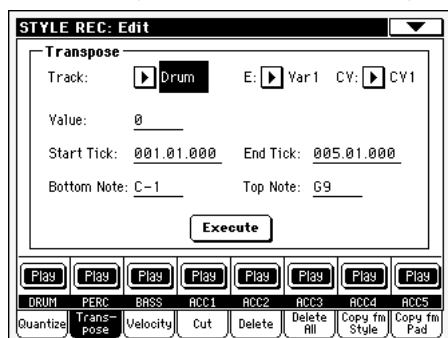 STYLE REC: Edit
Transpose
Track: Drum E: Var1 CV: CV1
Value: 0
Start Tick: 001.01.000 End Tick: 005.01.000
Bottom Note: C-1 Top Note: G9
Execute
Play Play Play Play Play Play Play Play
DRUM PERC BASS ACC1 ACC2 ACC3 ACC4 ACC5
Quantize Trans- Velocity Cut Delete Delete Copy fm Copy fm
pose All Style Pad